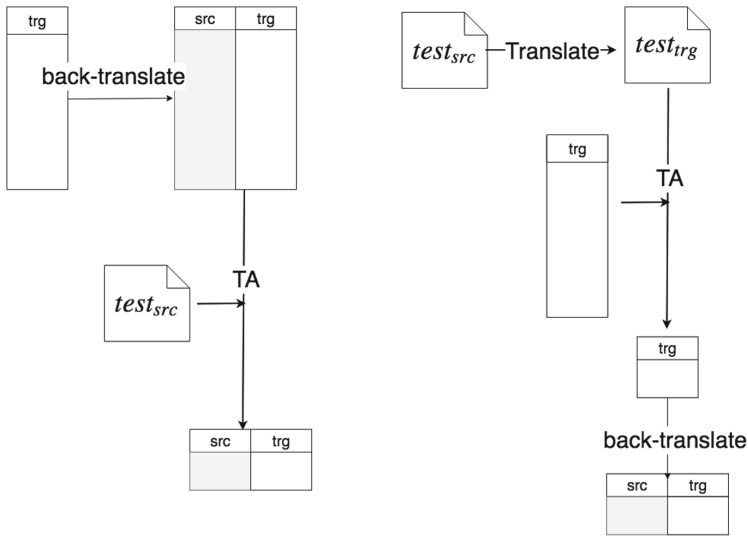 trg
src trg
back-translate
TA
test_src
src trg
test_src
Translate
test_trg
trg
TA
trg
back-translate
src trg